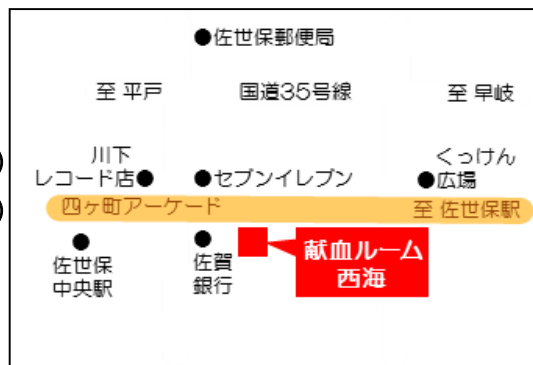 ●佐世保郵便局
至 平戸
国道35号線
至 早岐
川下
レコード店●
●セブンイレブン
くっけん
●広場
四ヶ町アーケード
至 佐世保駅
佐世保
中央駅
佐賀
銀行
献血ルーム
西海